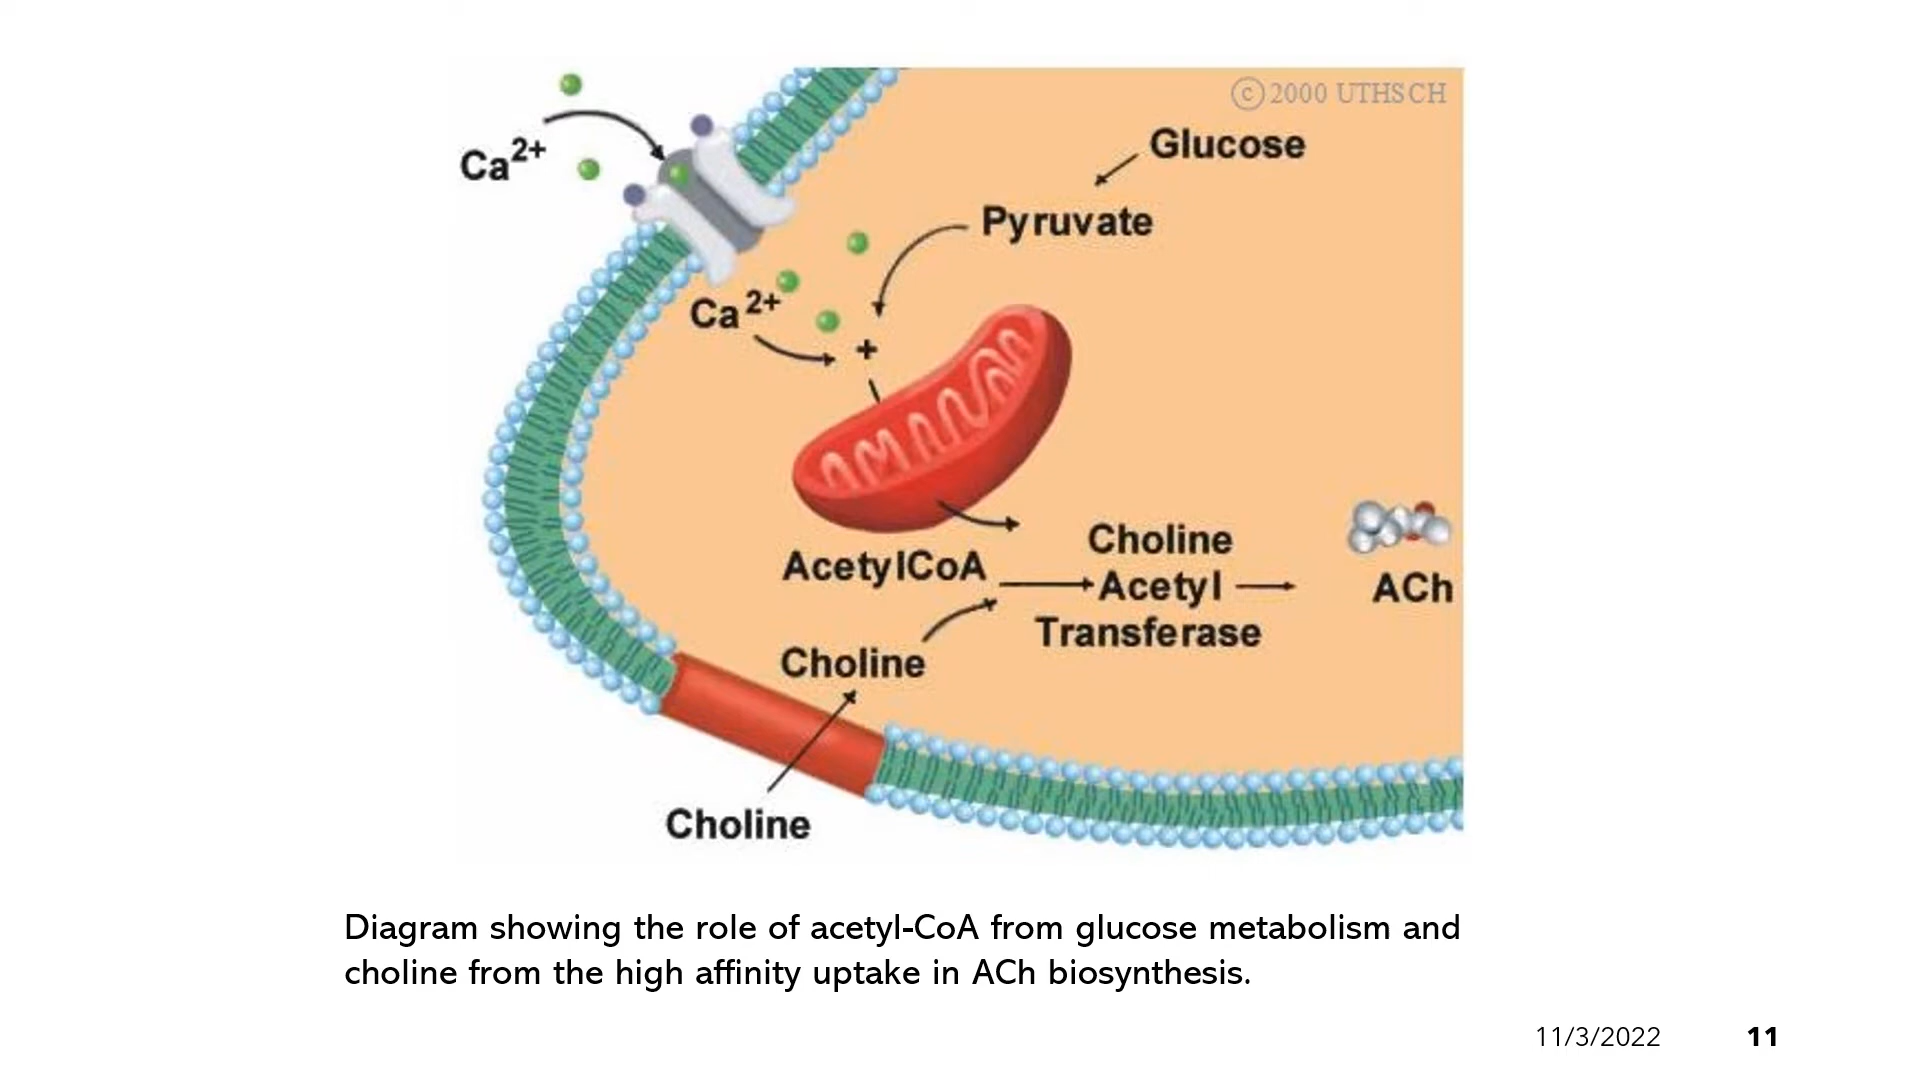 © 2000 UTHSCH
Glucose
Ca2+
Pyruvate
Ca2+
+
Choline
AcetylCoA
Acetyl
ACh
Transferase
Choline
Choline
Diagram showing the role of acetyl-CoA from glucose metabolism and
choline from the high affinity uptake in ACh biosynthesis.
11/3/2022
11